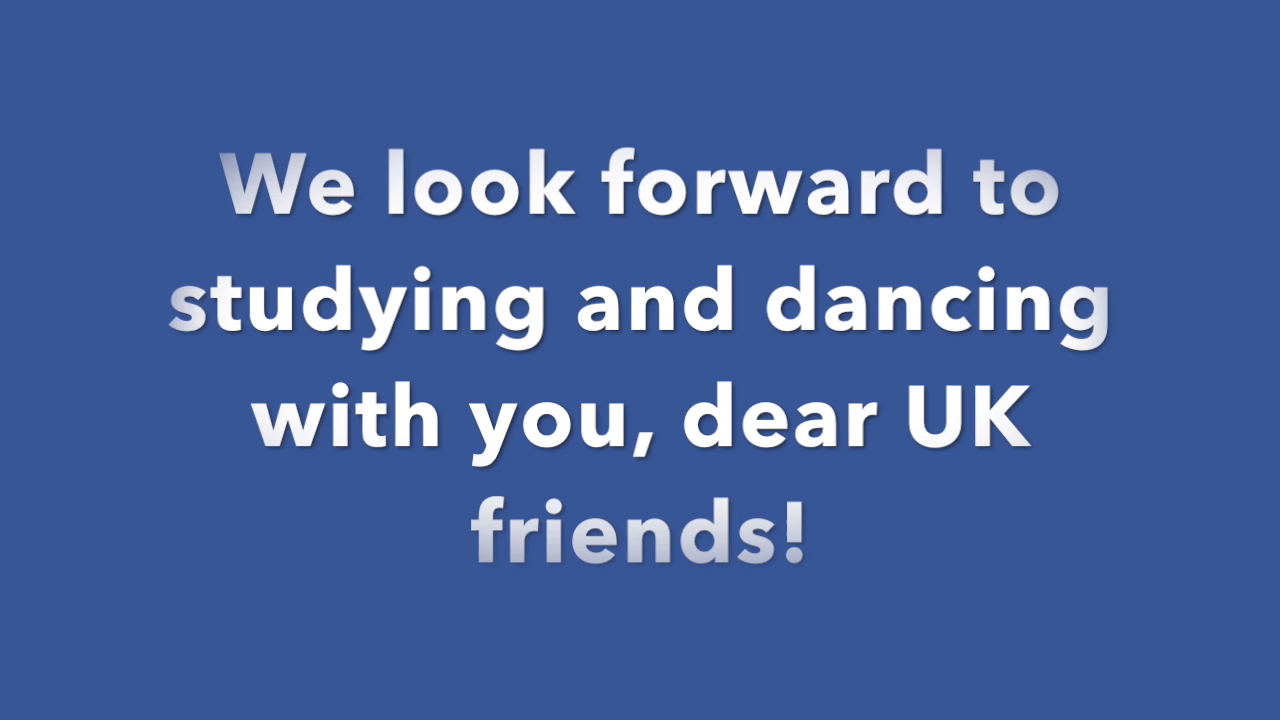 We look forward to
studying and dancing
with you, dear UK
friends!